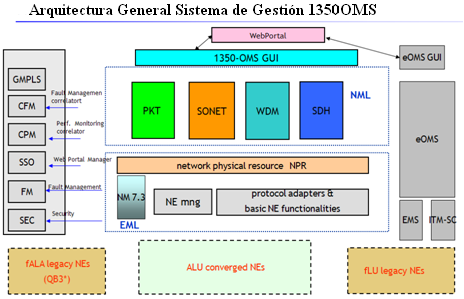 Arquitectura General Sistema de Gestión 1350OMS
WebPortal
1350-OMS GUI
eOMS GUI
GMPLS
CFM
CPM
SSO
FM
SEC
Fault Managemen
correlatort
Perf. Monitoring
correlator
Web Portal Manager
Fault Management
Security
PKT
SONET
WDM
SDH
NML
network physical resource NPR
NM 7.3
NE mng
protocol adapters &
basic NE functionalities
EML
eOMS
EMS
ITM-SC
fALA legacy NEs
(QB3*)
ALU converged NEs
fLU legacy NEs